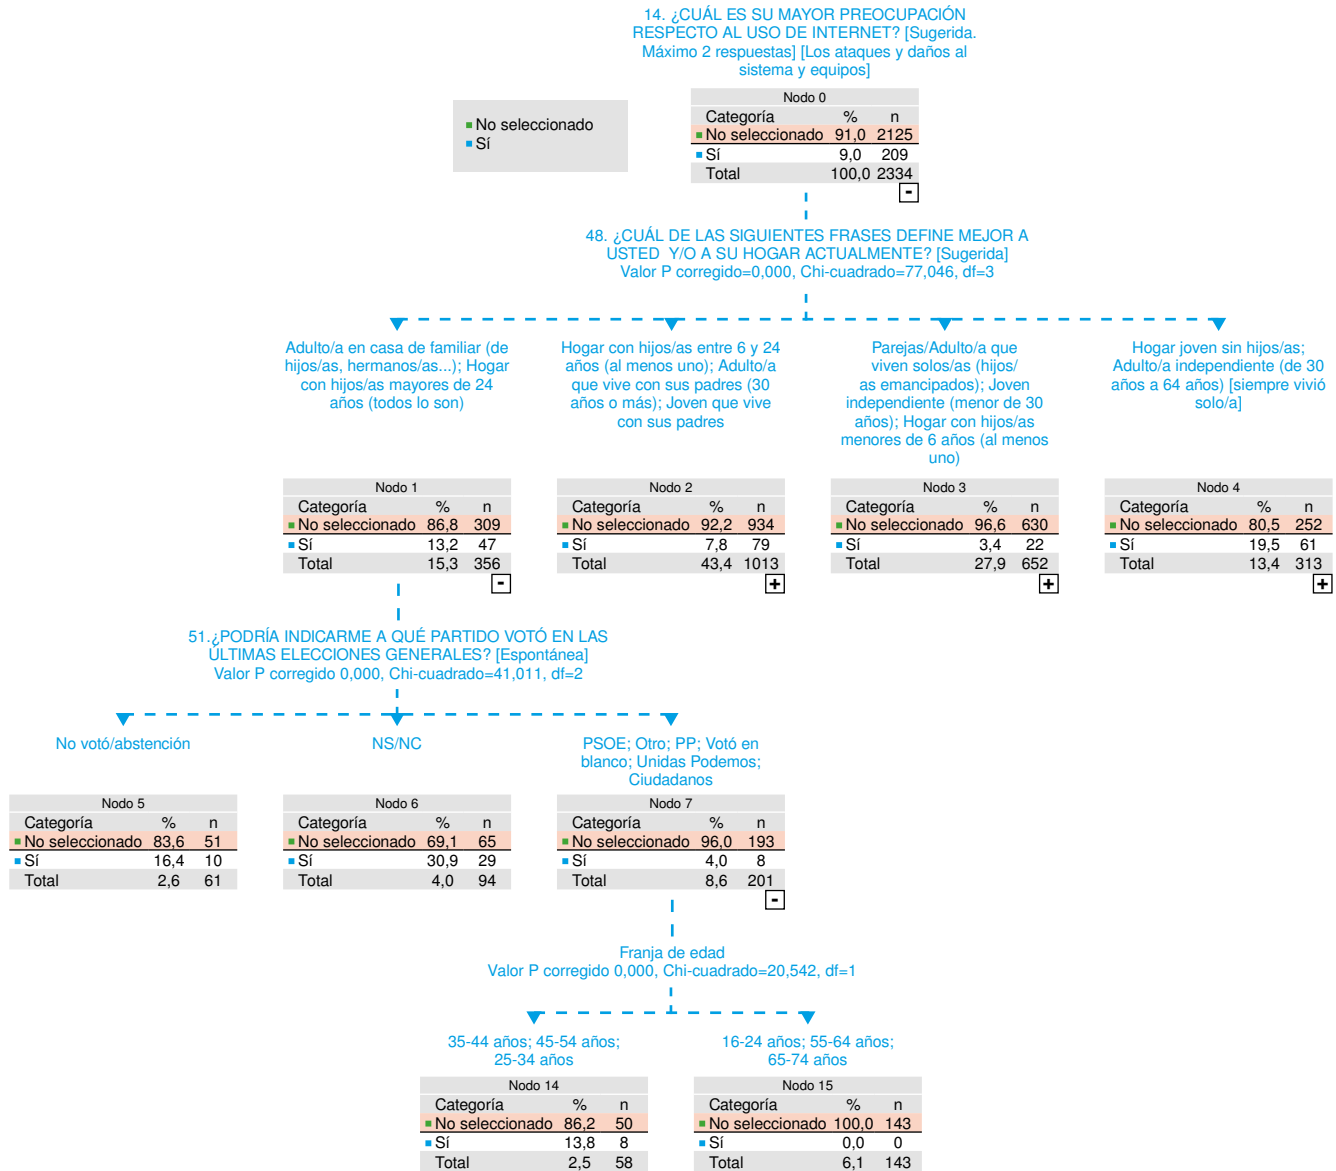 14. ¿CUÁL ES SU MAYOR PREOCUPACIÓN
RESPECTO AL USO DE INTERNET? [Sugerida.
Máximo 2 respuestas] [Los ataques y daños al
sistema y equipos]
No seleccionado
Sí
Nodo 0
Categoría % n
No seleccionado 91,0 2125
Sí 9,0 209
Total 100,0 2334
-
48. ¿CUÁL DE LAS SIGUIENTES FRASES DEFINE MEJOR A
USTED Y/O A SU HOGAR ACTUALMENTE? [Sugerida]
Valor P corregido=0,000, Chi-cuadrado=77,046, df=3
Adulto/a en casa de familiar (de
hijos/as, hermanos/as...); Hogar
con hijos/as mayores de 24
años (todos lo son)
Hogar con hijos/as entre 6 y 24
años (al menos uno); Adulto/a
que vive con sus padres (30
años o más); Joven que vive
con sus padres
Parejas/Adulto/a que
viven solos/as (hijos/
as emancipados); Joven
independiente (menor de 30
años); Hogar con hijos/as
menores de 6 años (al menos
uno)
Hogar joven sin hijos/as;
Adulto/a independiente (de 30
años a 64 años) [siempre vivió
solo/a]
Nodo 1
Categoría % n
No seleccionado 86,8 309
Sí 13,2 47
Total 15,3 356
-
Nodo 2
Categoría % n
No seleccionado 92,2 934
Sí 7,8 79
Total 43,4 1013
+
Nodo 3
Categoría % n
No seleccionado 96,6 630
Sí 3,4 22
Total 27,9 652
+
Nodo 4
Categoría % n
No seleccionado 80,5 252
Sí 19,5 61
Total 13,4 313
+
51.¿PODRÍA INDICARME A QUÉ PARTIDO VOTÓ EN LAS
ÚLTIMAS ELECCIONES GENERALES? [Espontánea]
Valor P corregido 0,000, Chi-cuadrado=41,011, df=2
No votó/abstención
NS/NC
PSOE; Otro; PP; Votó en
blanco; Unidas Podemos;
Ciudadanos
Nodo 5
Categoría % n
No seleccionado 83,6 51
Sí 16,4 10
Total 2,6 61
Nodo 6
Categoría % n
No seleccionado 69,1 65
Sí 30,9 29
Total 4,0 94
Nodo 7
Categoría % n
No seleccionado 96,0 193
Sí 4,0 8
Total 8,6 201
-
Franja de edad
Valor P corregido 0,000, Chi-cuadrado=20,542, df=1
35-44 años; 45-54 años;
25-34 años
16-24 años; 55-64 años;
65-74 años
Nodo 14
Categoría % n
No seleccionado 86,2 50
Sí 13,8 8
Total 2,5 58
Nodo 15
Categoría % n
No seleccionado 100,0 143
Sí 0,0 0
Total 6,1 143